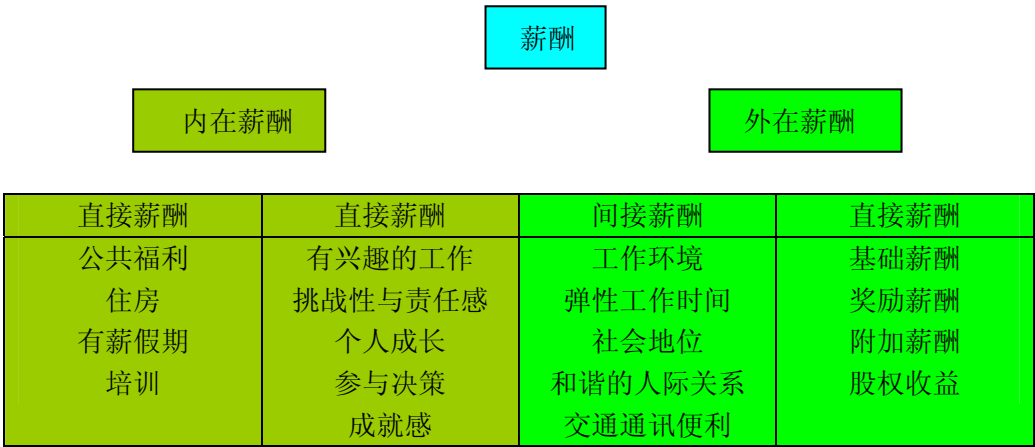 薪酬
内在薪酬 外在薪酬
直接薪酬 直接薪酬 间接薪酬 直接薪酬
公共福利 有兴趣的工作 工作环境 基础薪酬
住房 挑战性与责任感 弹性工作时间 奖励薪酬
有薪假期 个人成长 社会地位 附加薪酬
培训 参与决策 和谐的人际关系 股权收益
成就感 交通通讯便利